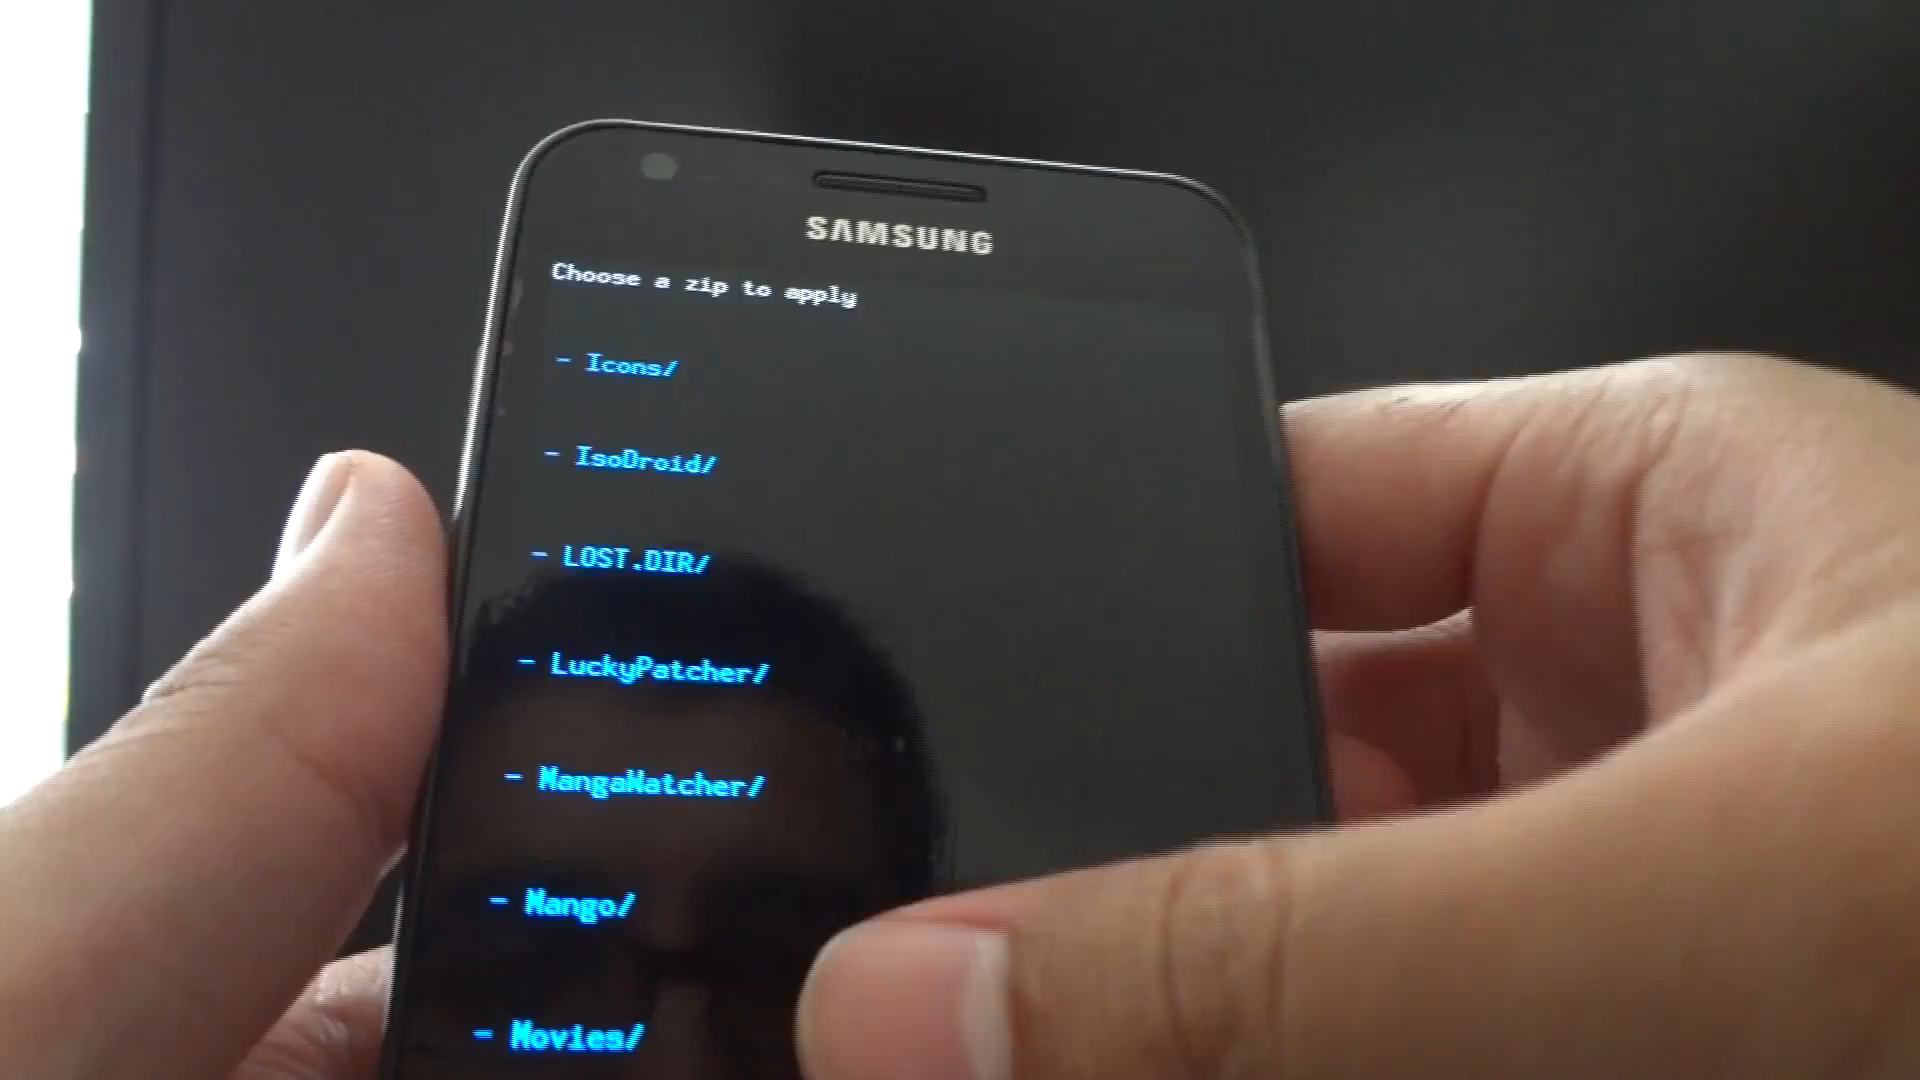 SAMSUNG
Choose a zip to apply
- Icons/
- IsoDroid/
- LOST.DIR/
- LuckyPatcher/
- MangaWatcher/
- Mango/
- Movies/